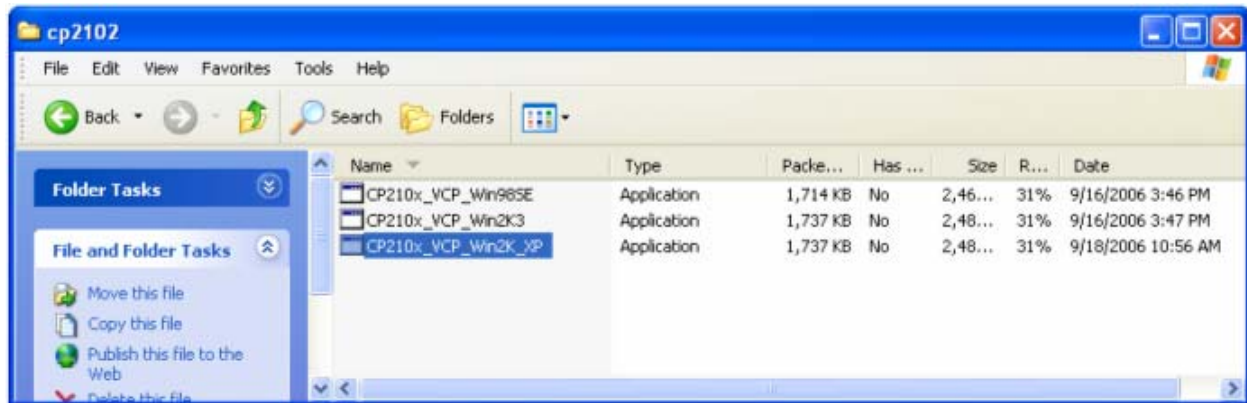 cp2102
File Edit View Favorites Tools Help
Back Search Folders
Folder Tasks
File and Folder Tasks
Move this file
Copy this file
Publish this file to the
Web
Delete this file
Name Type Packe... Has ... Size R... Date
CP210x_VCP_Win98SE Application 1,714 KB No 2,46... 31% 9/16/2006 3:46 PM
CP210x_VCP_Win2K3 Application 1,737 KB No 2,48... 31% 9/16/2006 3:47 PM
CP210x_VCP_Win2K_XP Application 1,737 KB No 2,48... 31% 9/18/2006 10:56 AM